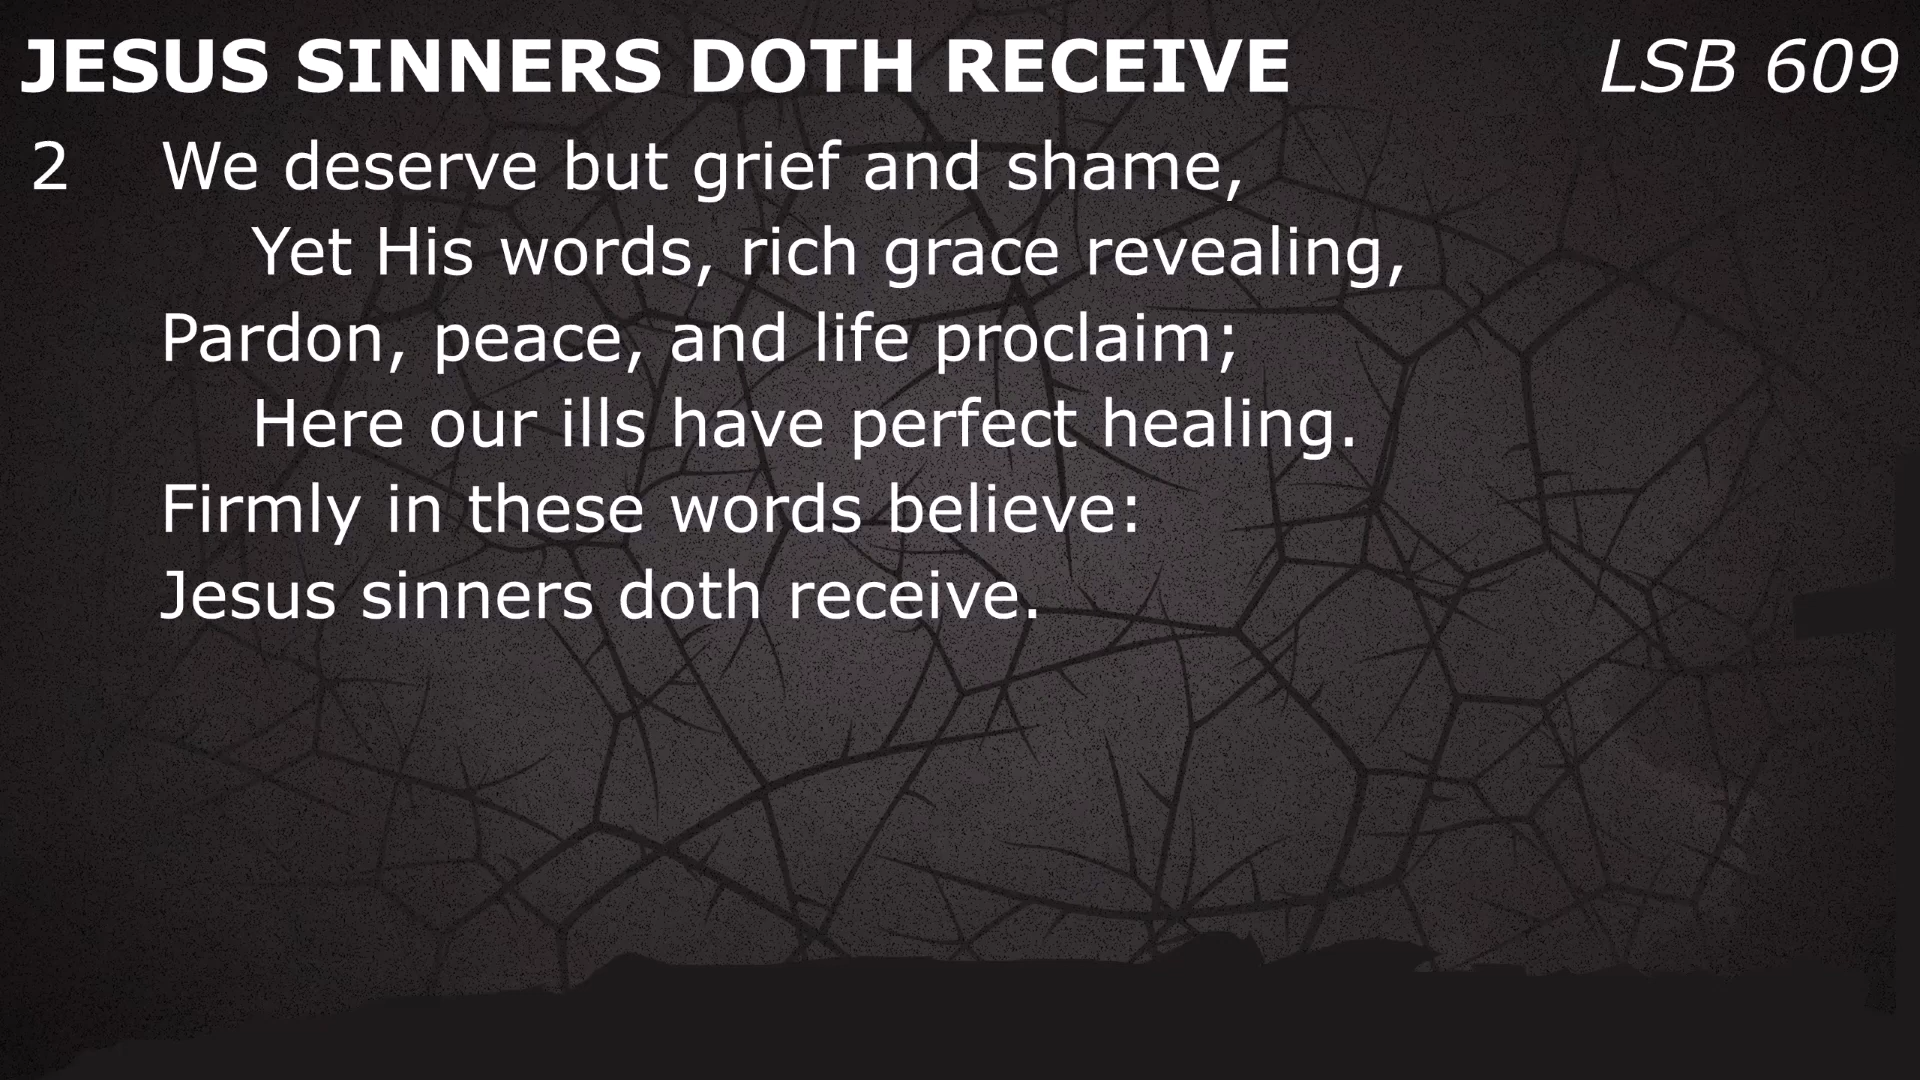 JESUS SINNERS DOTH RECEIVE LSB 609
2 We deserve but grief and shame,
Yet His words, rich grace revealing,
Pardon, peace, and life proclaim;
Here our ills have perfect healing.
Firmly in these words believe:
Jesus sinners doth receive.